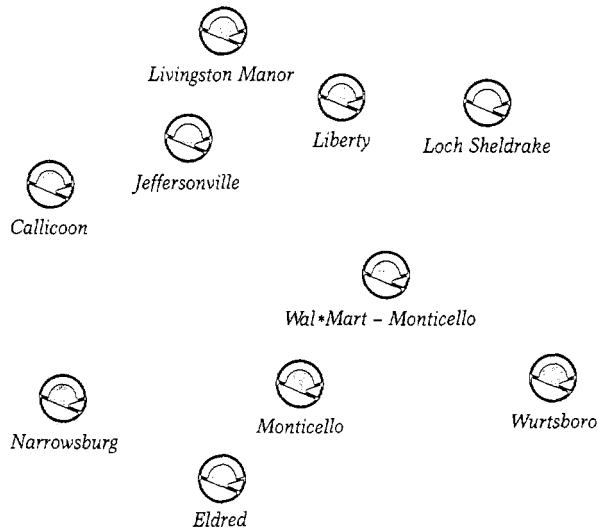 Livingston Manor
Liberty
Loch Sheldrake
Jeffersonville
Callicoon
Wal*Mart – Monticello
Narrowsburg
Monticello
Wurtsboro
Eldred